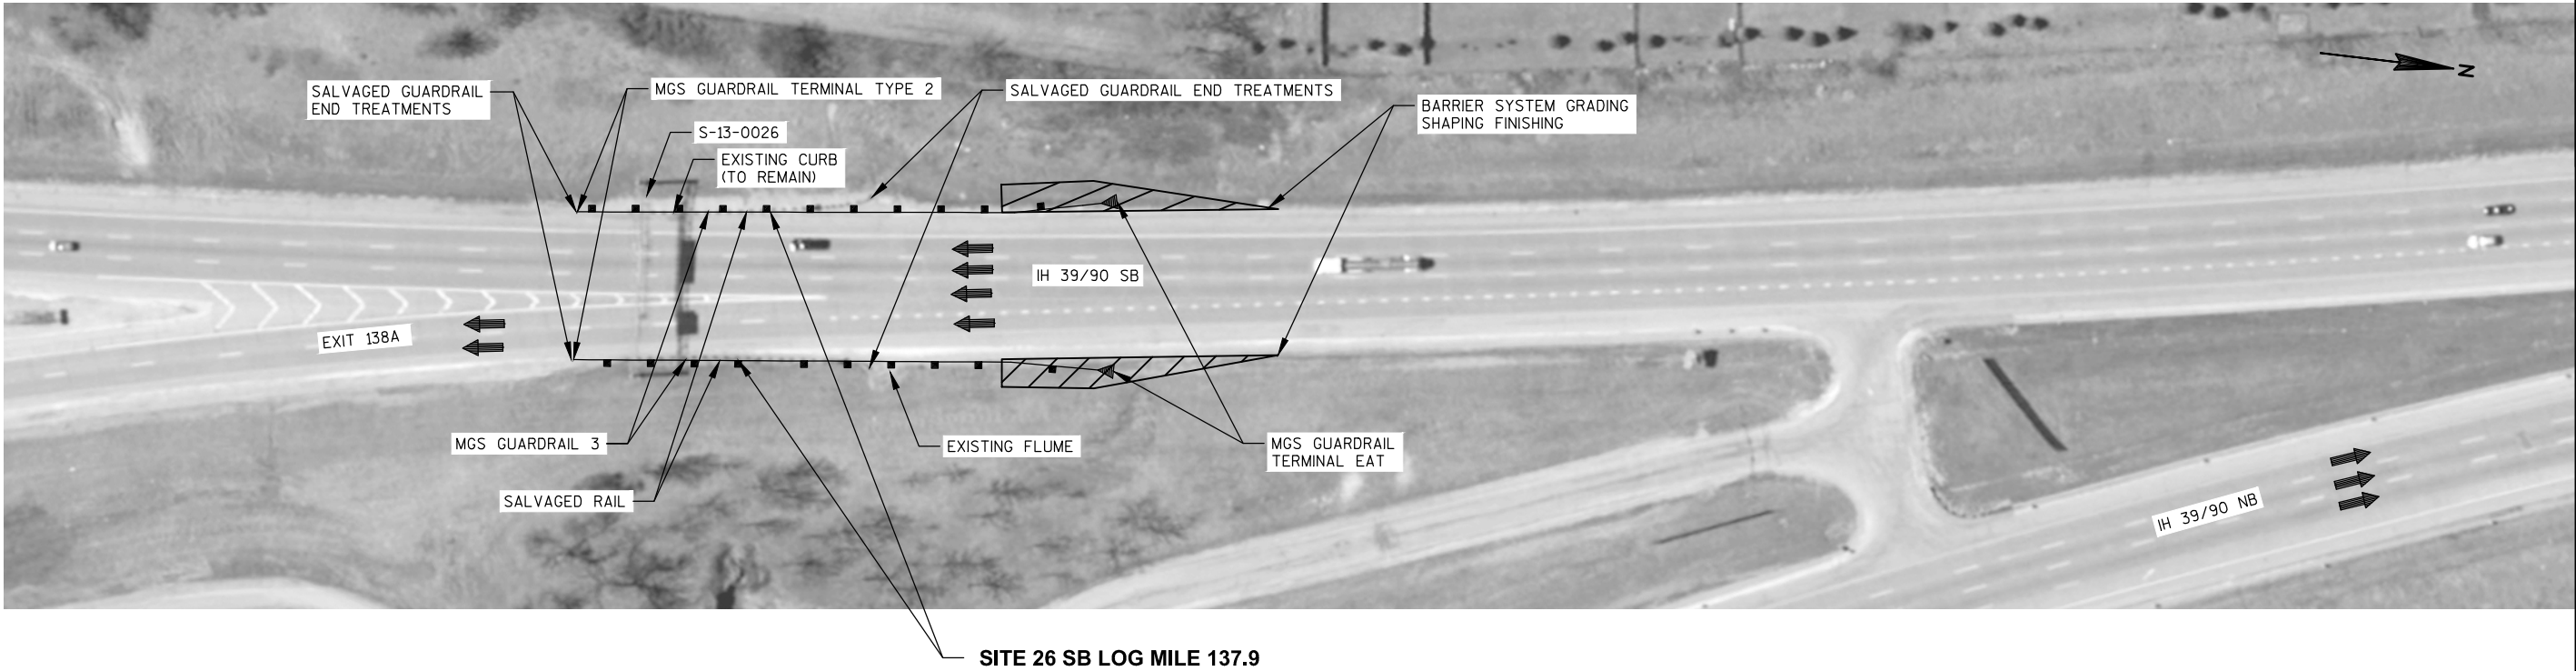 SALVAGED GUARDRAIL
END TREATMENTS
MGS GUARDRAIL TERMINAL TYPE 2
SALVAGED GUARDRAIL END TREATMENTS
BARRIER SYSTEM GRADING
SHAPING FINISHING
N
S-13-0026
EXISTING CURB
(TO REMAIN)
IH 39/90 SB
EXIT 138A
MGS GUARDRAIL 3
EXISTING FLUME
MGS GUARDRAIL
TERMINAL EAT
SALVAGED RAIL
IH 39/90 NB
SITE 26 SB LOG MILE 137.9